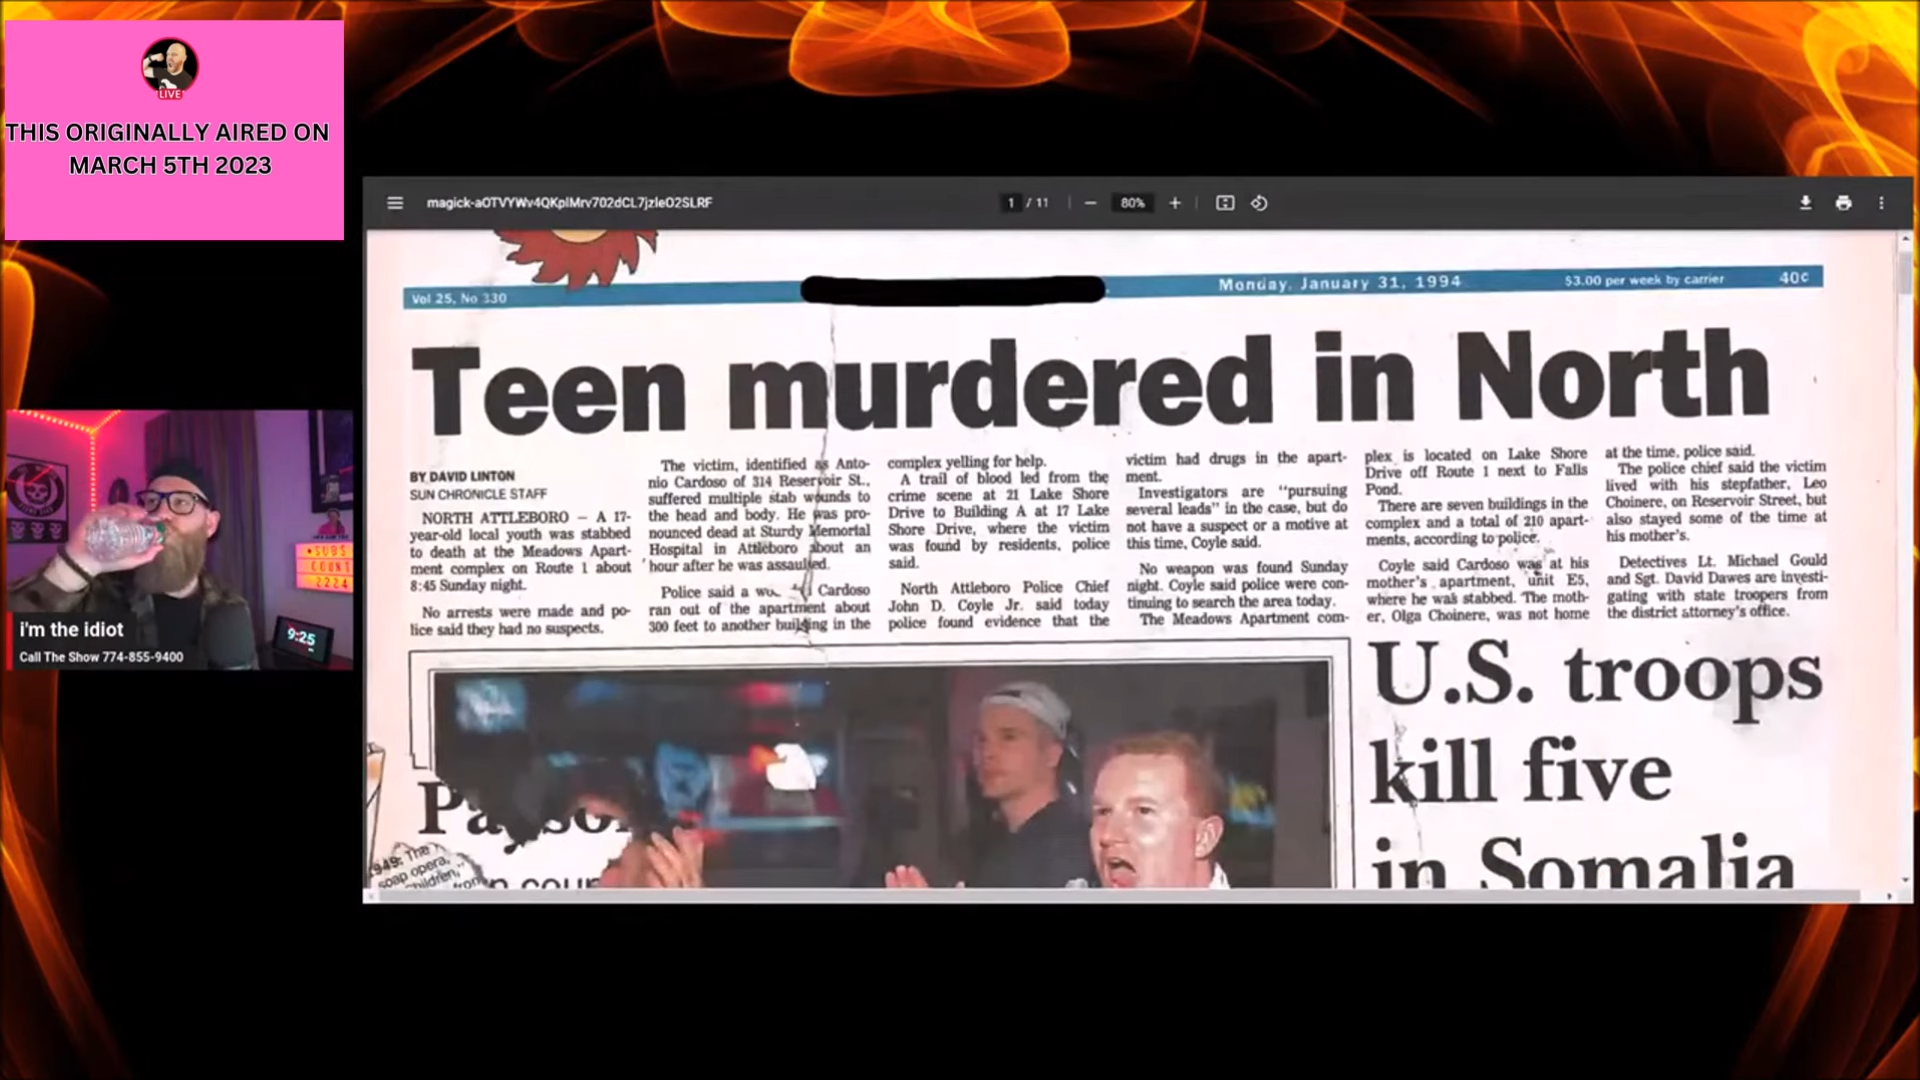 LIVE
THIS ORIGINALLY AIRED ON
MARCH 5TH 2023
magick-aOTVYWv4QKplMrv702dCL7jzleO2SLRF
1 / 11
80%
Vol 25, No 330
Monday, January 31, 1994
$3.00 per week by carrier
40¢
Teen murdered in North
BY DAVID LINTON
SUN CHRONICLE STAFF
NORTH ATTLEBORO — A 17-
year-old local youth was stabbed
to death at the Meadows Apart-
ment complex on Route 1 about
8:45 Sunday night.
No arrests were made and po-
lice said they had no suspects.
The victim, identified as Anto-
nio Cardoso of 314 Reservoir St.,
suffered multiple stab wounds to
the head and body. He was pro-
nounced dead at Sturdy Memorial
Hospital in Attleboro about an
hour after he was assaulted.
Police said a Cardoso
ran out of the apartment about
300 feet to another building in the
complex yelling for help.
A trail of blood led from the
crime scene at 21 Lake Shore
Drive to Building A at 17 Lake
Shore Drive, where the victim
was found by residents, police
said.
North Attleboro Police Chief
John D. Coyle Jr. said today
police found evidence that the
victim had drugs in the apart-
ment.
Investigators are "pursuing
several leads" in the case, but do
not have a suspect or a motive at
this time, Coyle said.
No weapon was found Sunday
night. Coyle said police were con-
tinuing to search the area today.
The Meadows Apartment com-
plex is located on Lake Shore
Drive off Route 1 next to Falls
Pond.
There are seven buildings in the
complex and a total of 210 apart-
ments, according to police.
Coyle said Cardoso was at his
mother's apartment, unit E5,
where he was stabbed. The moth-
er, Olga Choinere, was not home
at the time, police said.
The police chief said the victim
lived with his stepfather, Leo
Choinere, on Reservoir Street, but
also stayed some of the time at
his mother's.
Detectives Lt. Michael Gould
and Sgt. David Dawes are investi-
gating with state troopers from
the district attorney's office.
U.S. troops
kill five
in Somalia
1949: The
soap opera,
SUBS
COUNT
2224
9:25
i'm the idiot
Call The Show 774-855-9400